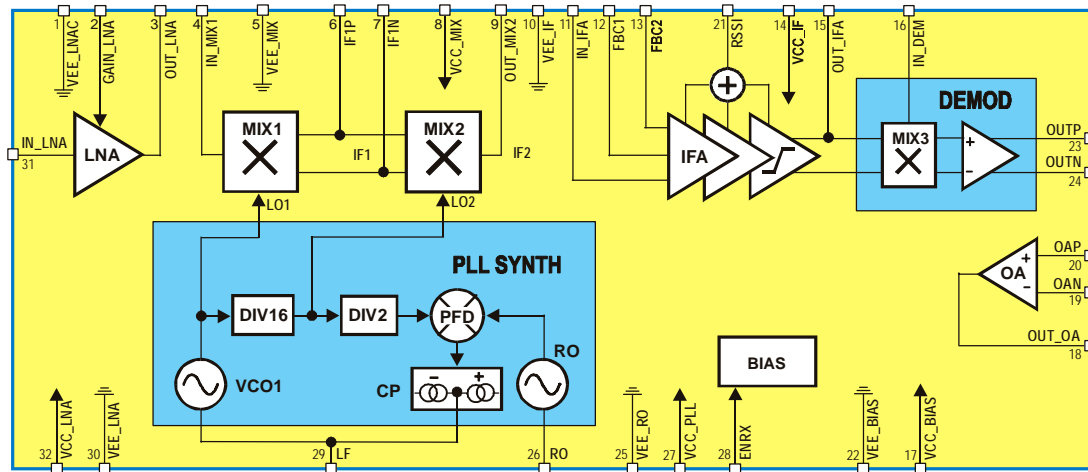 1 VEE_LNAC
2 GAIN_LNA
3 OUT_LNA
4 IN_MIX1
5 VEE_MIX
6 IF1P
7 IF1N
8 VCC_MIX
9 OUT_MIX2
10 VEE_IF
11 IN_IFA
12 FBC1
13 FBC2
21 RSSI
14 VCC_IF
15 OUT_IFA
16 IN_DEM
IN_LNA
31
LNA
MIX1
IF1
MIX2
IF2
LO1
LO2
IFA
+
DEMOD
MIX3
+
-
OUTP
23
OUTN
24
PLL SYNTH
DIV16
DIV2
PFD
RO
VCO1
CP
- +
BIAS
OA
+
-
OAP
20
OAN
19
OUT_OA
18
32 VCC_LNA
30 VEE_LNA
29 LF
26 RO
25 VEE_RO
27 VCC_PLL
28 ENRX
22 VEE_BIAS
17 VCC_BIAS